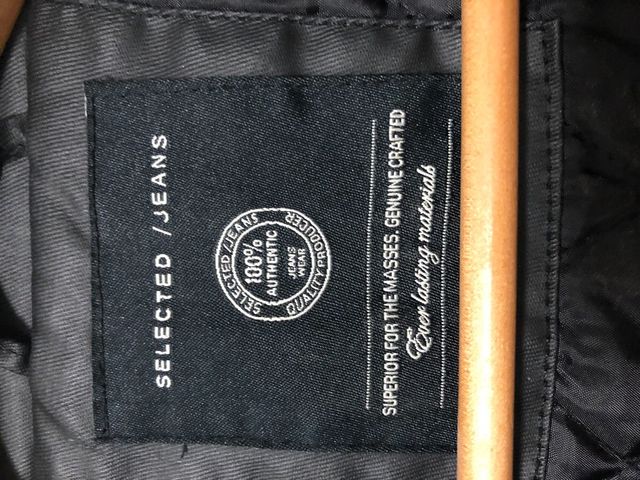 SELECTED /JEANS
SELECTED /JEANS
100%
AUTHENTIC
JEANS
WEAR
QUALITY PRODUCER
SUPERIOR FOR THE MASSES. GENUINE CRAFTED
Ever lasting materials